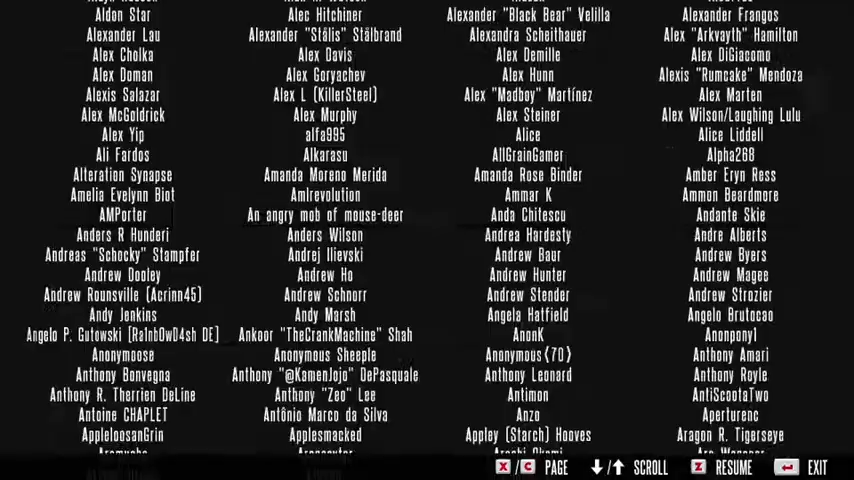 Aldon Star    Alec Hitchiner    Alexander "Black Bear" Velilla    Alexander Frangos
Alexander Lau    Alexander "Stålis" Stålbrand    Alexandra Scheithauer    Alex "Arkvayth" Hamilton
Alex Cholka    Alex Davis    Alex Demille    Alex DiGiacomo
Alex Doman    Alex Goryachev    Alex Hunn    Alexis "Rumcake" Mendoza
Alexis Salazar    Alex L (KillerSteel)    Alex "Madboy" Martínez    Alex Marten
Alex McGoldrick    Alex Murphy    Alex Steiner    Alex Wilson/Laughing Lulu
Alex Yip    alfa995    Alice    Alice Liddell
Ali Fardos    Alkarasu    AllGrainGamer    Alpha268
Alteration Synapse    Amanda Moreno Merida    Amanda Rose Binder    Amber Eryn Ress
Amelia Evelynn Biot    Amlrevolution    Ammar K    Ammon Beardmore
AMPorter    An angry mob of mouse-deer    Anda Chitescu    Andante Skie
Anders R Hunderi    Anders Wilson    Andrea Hardesty    Andre Alberts
Andreas "Schocky" Stampfer    Andrej Ilievski    Andrew Baur    Andrew Byers
Andrew Dooley    Andrew Ho    Andrew Hunter    Andrew Magee
Andrew Rounsville (Acrinn45)    Andrew Schnorr    Andrew Stender    Andrew Strozier
Andy Jenkins    Andy Marsh    Angela Hatfield    Angelo Brutocao
Angelo P. Gutowski [Ra1nbOwD4sh DE]    Ankoor "TheCrankMachine" Shah    AnonK    Anonpony1
Anonymoose    Anonymous Sheeple    Anonymous(70)    Anthony Amari
Anthony Bonvegna    Anthony "@KamenJojo" DePasquale    Anthony Leonard    Anthony Royle
Anthony R. Therrien DeLine    Anthony "Zeo" Lee    Antimon    AntiScootaTwo
Antoine CHAPLET    Antônio Marco da Silva    Anzo    Aperturenc
AppleloosanGrin    Applesmacked    Appley (Starch) Hooves    Aragon R. Tigerseye
X/C PAGE    ↓/↑ SCROLL    Z RESUME    ↵ EXIT